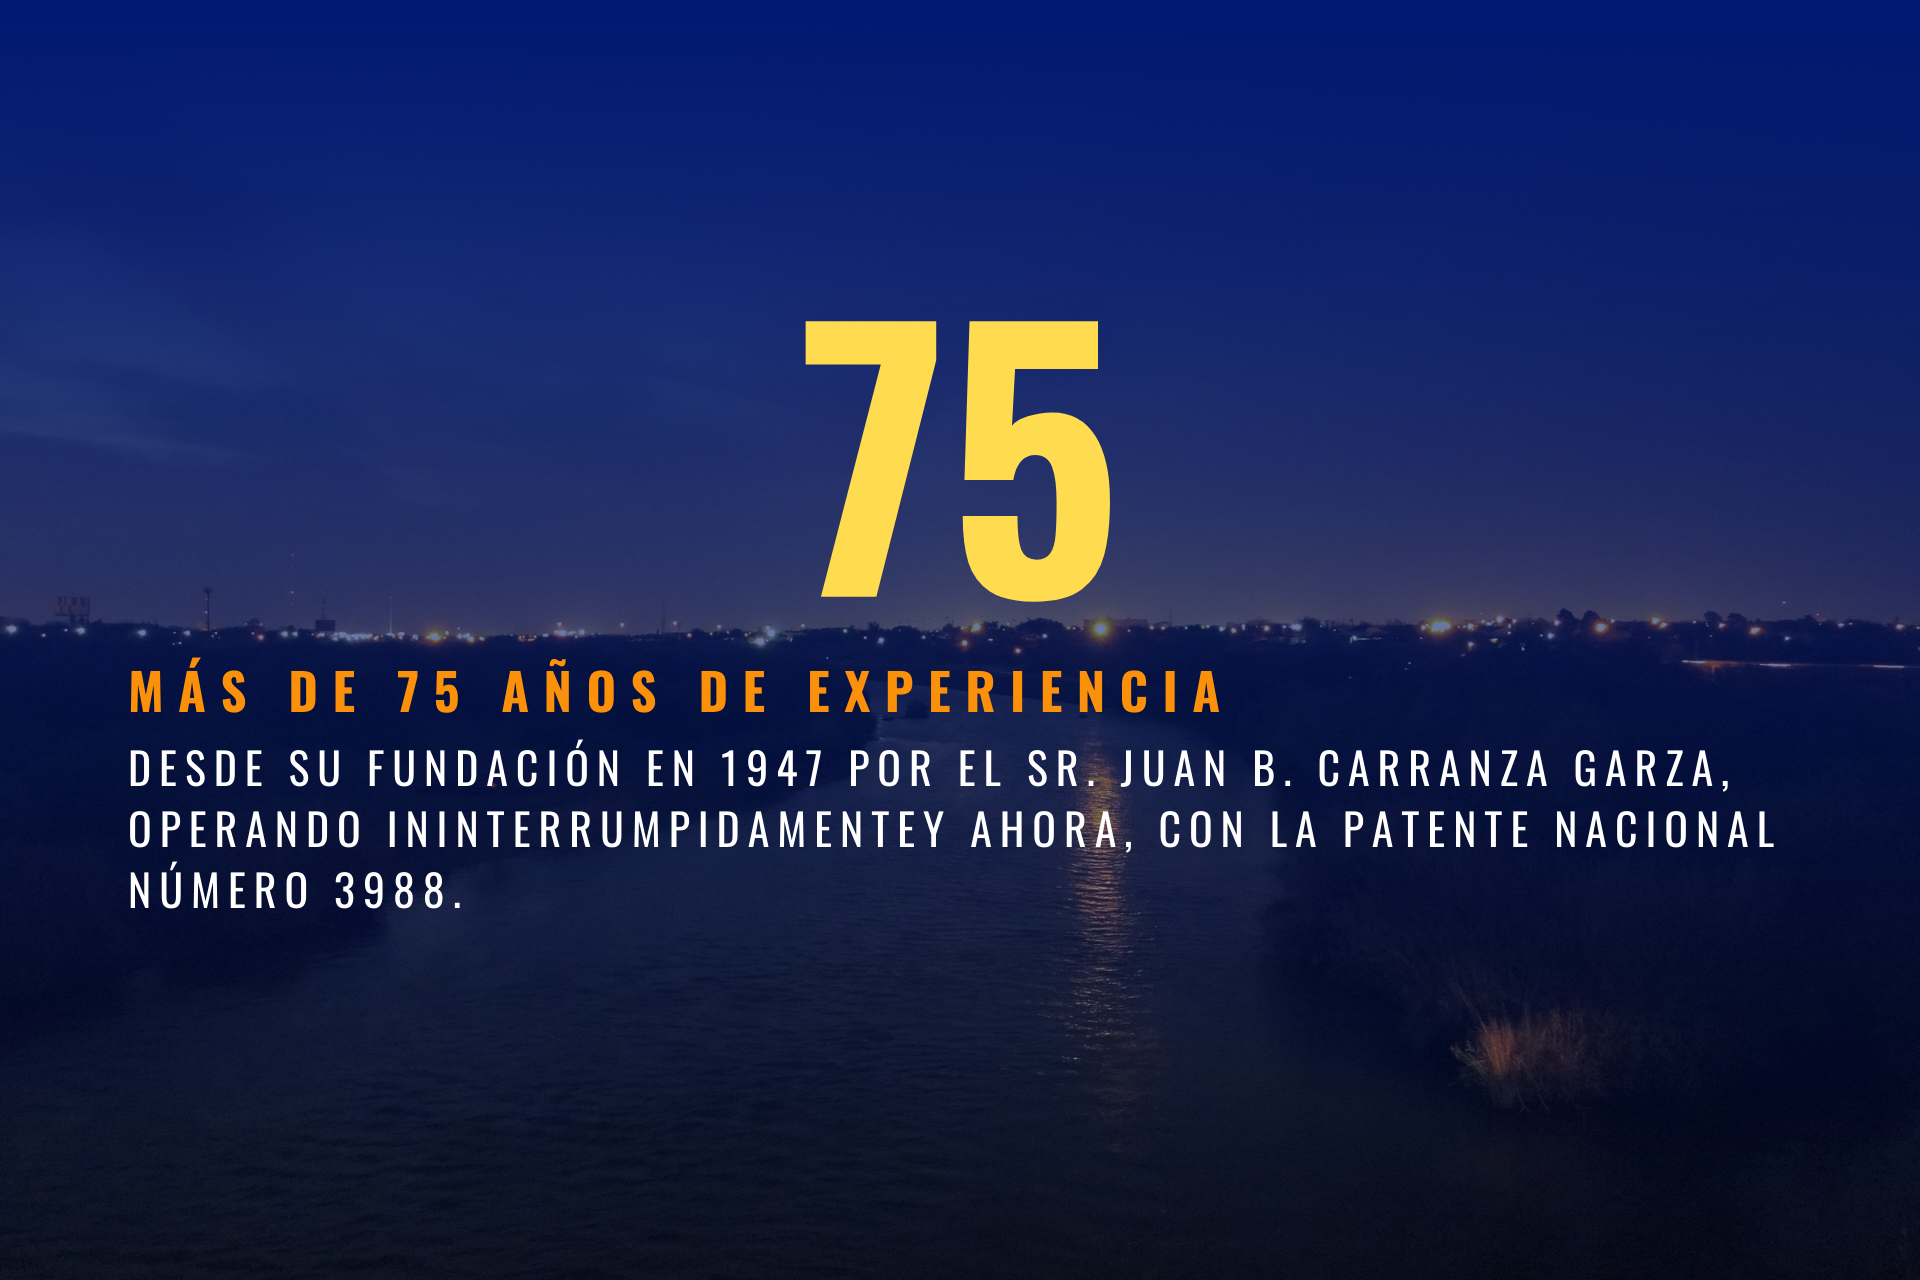 75
MÁS DE 75 AÑOS DE EXPERIENCIA
DESDE SU FUNDACIÓN EN 1947 POR EL SR. JUAN B. CARRANZA GARZA,
OPERANDO ININTERRUMPIDAMENTEY AHORA, CON LA PATENTE NACIONAL
NÚMERO 3988.